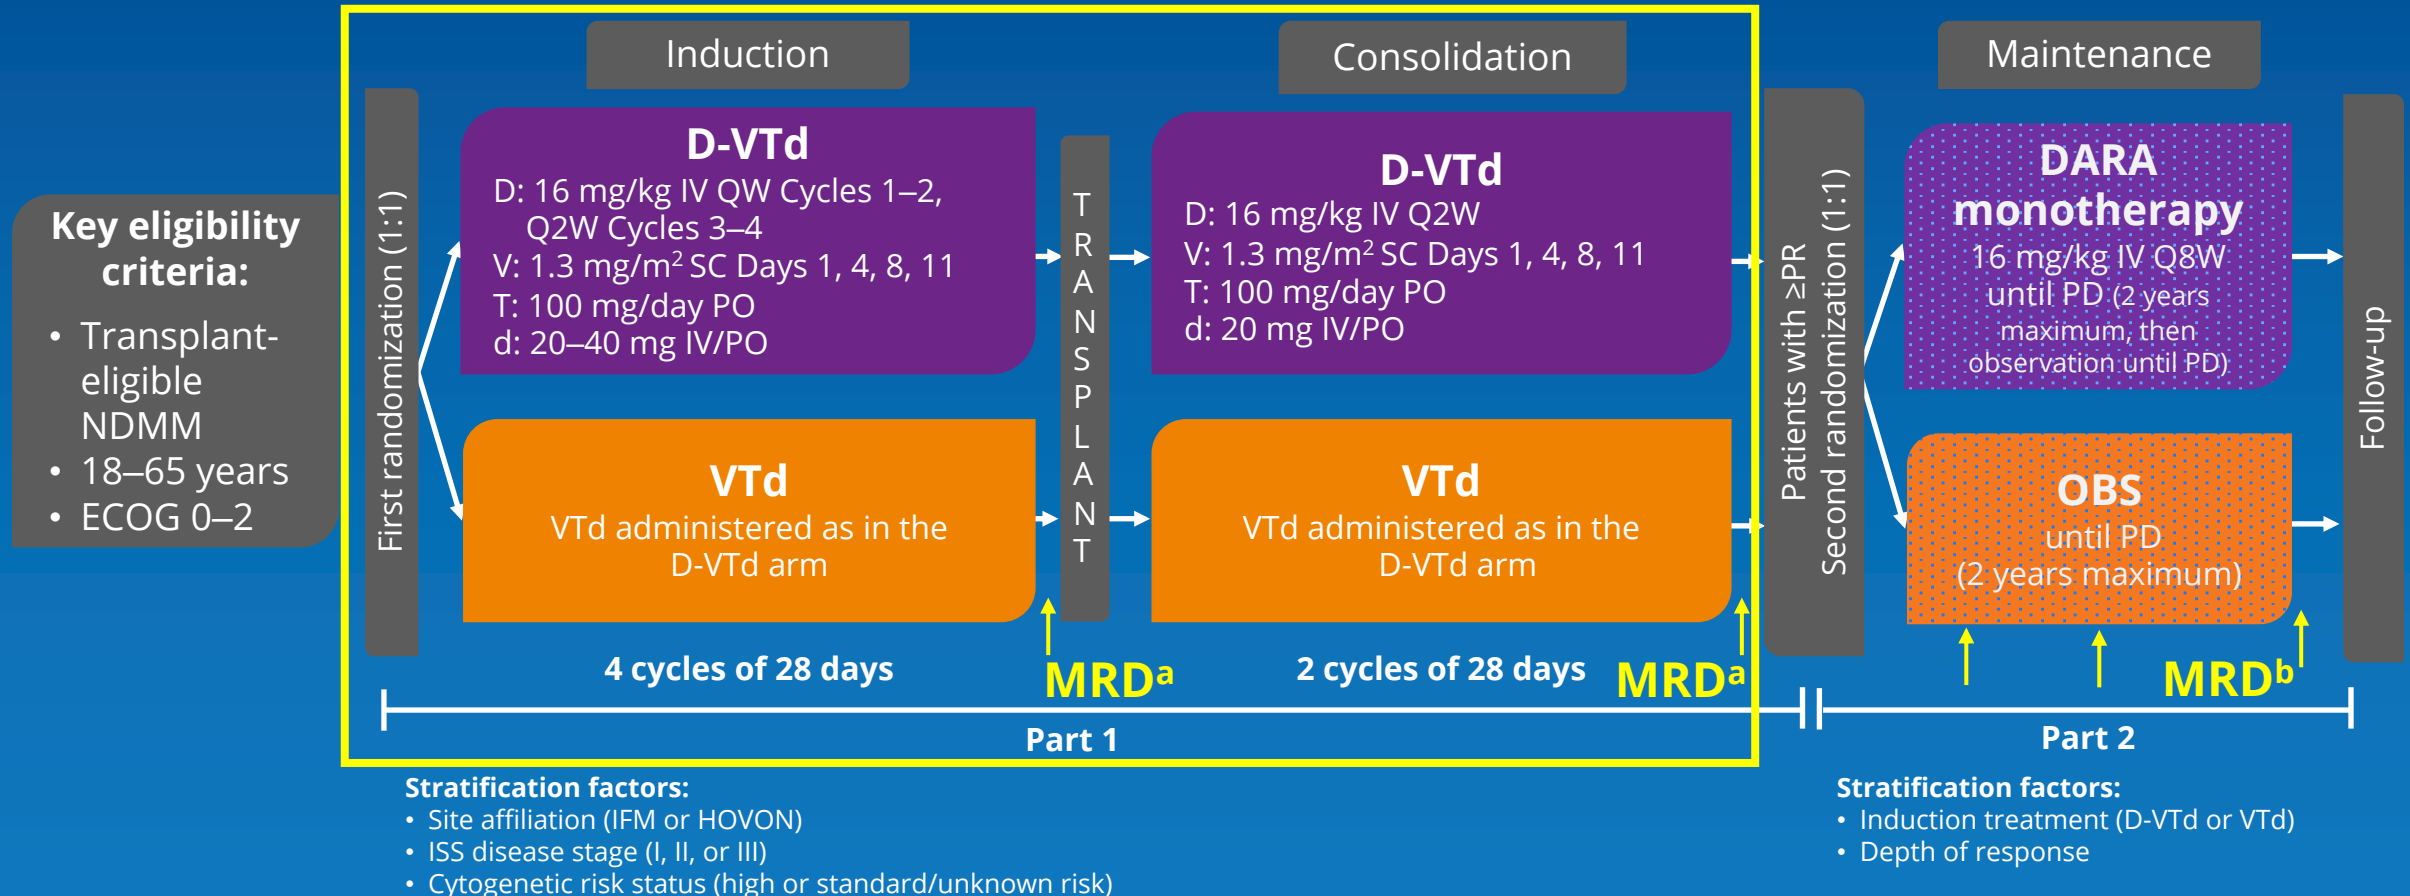 Induction
Consolidation
Maintenance
Key eligibility
criteria:
• Transplant-
eligible
NDMM
• 18–65 years
• ECOG 0–2
First randomization (1:1)
D-VTd
D: 16 mg/kg IV QW Cycles 1–2,
Q2W Cycles 3–4
V: 1.3 mg/m² SC Days 1, 4, 8, 11
T: 100 mg/day PO
d: 20–40 mg IV/PO
VTd
VTd administered as in the
D-VTd arm
4 cycles of 28 days
MRDᵃ
T
R
A
N
S
P
L
A
N
T
D-VTd
D: 16 mg/kg IV Q2W
V: 1.3 mg/m² SC Days 1, 4, 8, 11
T: 100 mg/day PO
d: 20 mg IV/PO
VTd
VTd administered as in the
D-VTd arm
2 cycles of 28 days
MRDᵃ
Part 1
Patients with ≥PR
Second randomization (1:1)
DARA
monotherapy
16 mg/kg IV Q8W
until PD (2 years
maximum, then
observation until PD)
OBS
until PD
(2 years maximum)
MRDᵇ
Part 2
Follow-up
Stratification factors:
• Site affiliation (IFM or HOVON)
• ISS disease stage (I, II, or III)
• Cytogenetic risk status (high or standard/unknown risk)
Stratification factors:
• Induction treatment (D-VTd or VTd)
• Depth of response